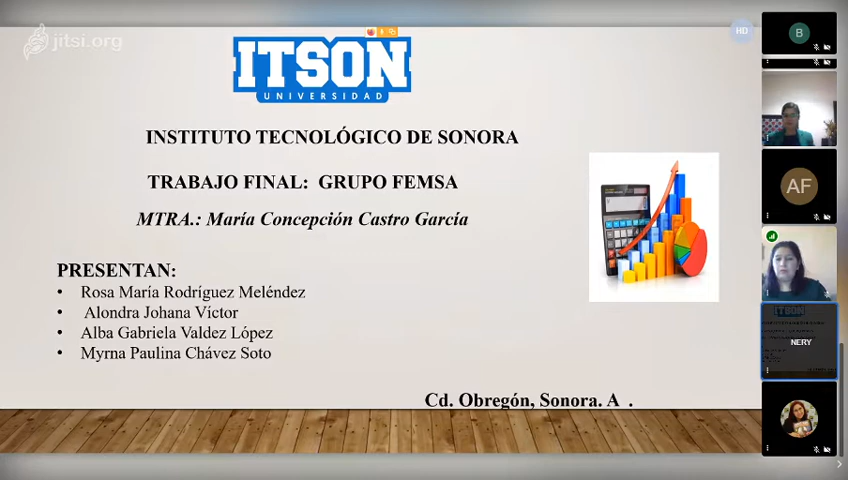 jitsi.org
HD
B
ITSON
UNIVERSIDAD
INSTITUTO TECNOLÓGICO DE SONORA
TRABAJO FINAL: GRUPO FEMSA
MTRA.: María Concepción Castro García
AF
PRESENTAN:
• Rosa María Rodríguez Meléndez
• Alondra Johana Víctor
• Alba Gabriela Valdez López
• Myrna Paulina Chávez Soto
NERY
Cd. Obregón, Sonora. A .